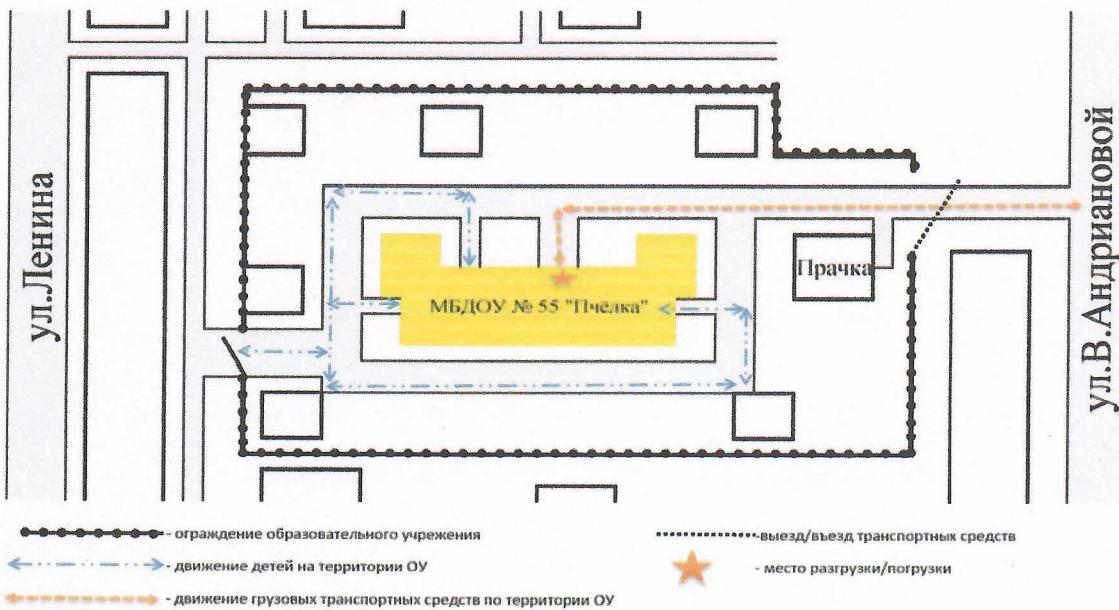 ул.Ленина
ул.В.Андриановой
Прачка
МБДОУ № 55 "Пчёлка"
- ограждение образовательного учрежения
- движение детей на территории ОУ
- движение грузовых транспортных средств по территории ОУ
-выезд/въезд транспортных средств
- место разгрузки/погрузки